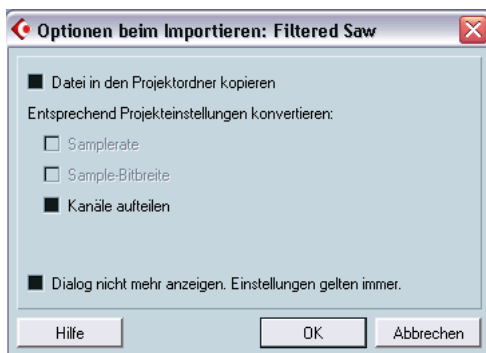 Optionen beim Importieren: Filtered Saw
Datei in den Projektordner kopieren
Entsprechend Projekteinstellungen konvertieren:
Samplerate
Sample-Bitbreite
Kanäle aufteilen
Dialog nicht mehr anzeigen. Einstellungen gelten immer.
Hilfe
OK
Abbrechen